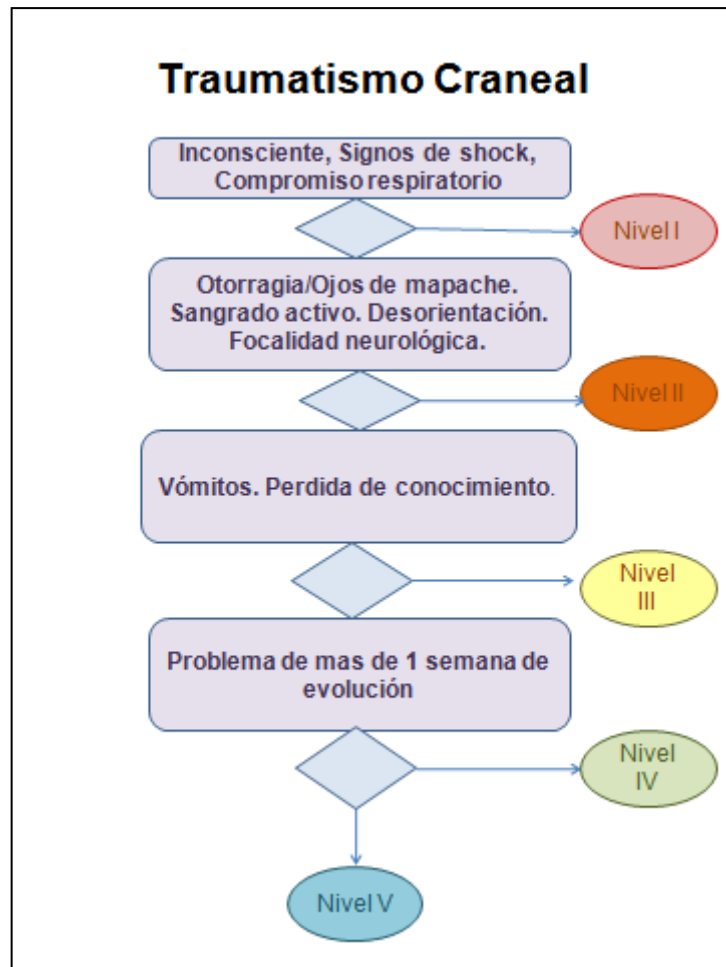 Traumatismo Craneal
Inconsciente, Signos de shock,
Compromiso respiratorio
Nivel I
Otorragia/Ojos de mapache.
Sangrado activo. Desorientación.
Focalidad neurológica.
Nivel II
Vómitos. Perdida de conocimiento.
Nivel
III
Problema de mas de 1 semana de
evolución
Nivel
IV
Nivel V